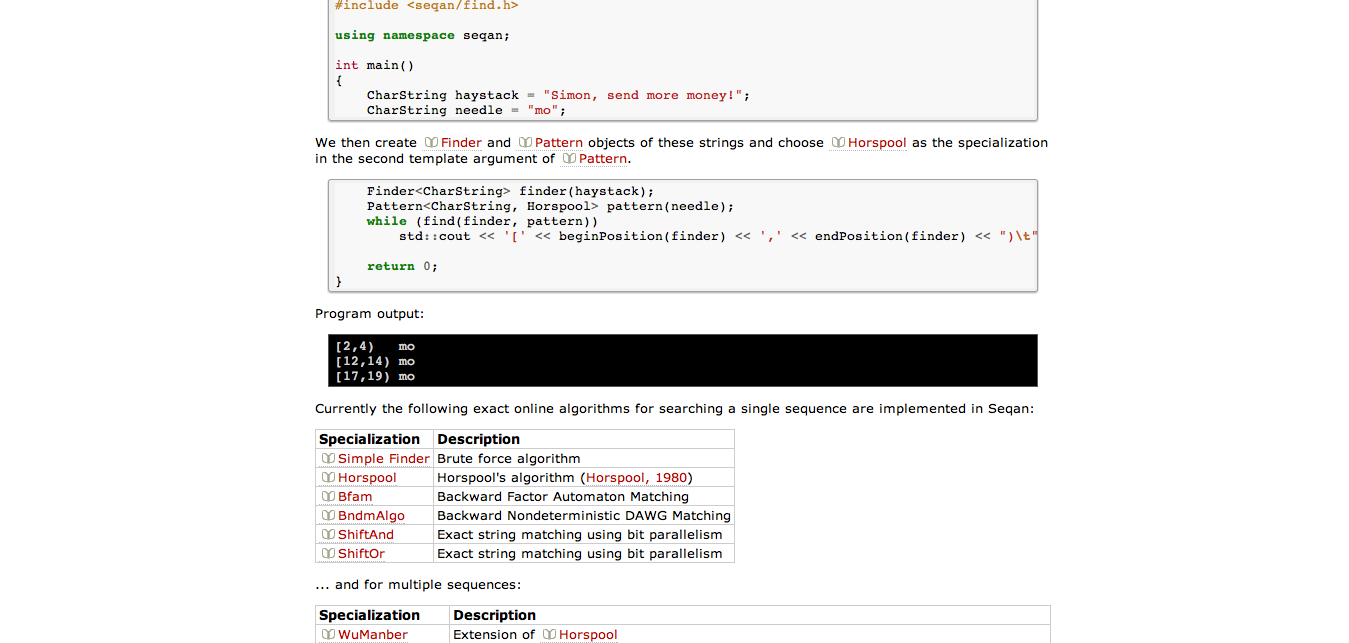 #include <seqan/find.h>
using namespace seqan;
int main()
{
    CharString haystack = "Simon, send more money!";
    CharString needle = "mo";
We then create Finder and Pattern objects of these strings and choose Horspool as the specialization
in the second template argument of Pattern.
    Finder<CharString> finder(haystack);
    Pattern<CharString, Horspool> pattern(needle);
    while (find(finder, pattern))
        std::cout << '[' << beginPosition(finder) << ',' << endPosition(finder) << ")\t"
    return 0;
}
Program output:
[2,4)   mo
[12,14) mo
[17,19) mo
Currently the following exact online algorithms for searching a single sequence are implemented in Seqan:
Specialization Description
Simple Finder Brute force algorithm
Horspool Horspool's algorithm (Horspool, 1980)
Bfam Backward Factor Automaton Matching
BndmAlgo Backward Nondeterministic DAWG Matching
ShiftAnd Exact string matching using bit parallelism
ShiftOr Exact string matching using bit parallelism
... and for multiple sequences:
Specialization Description
WuManber Extension of Horspool